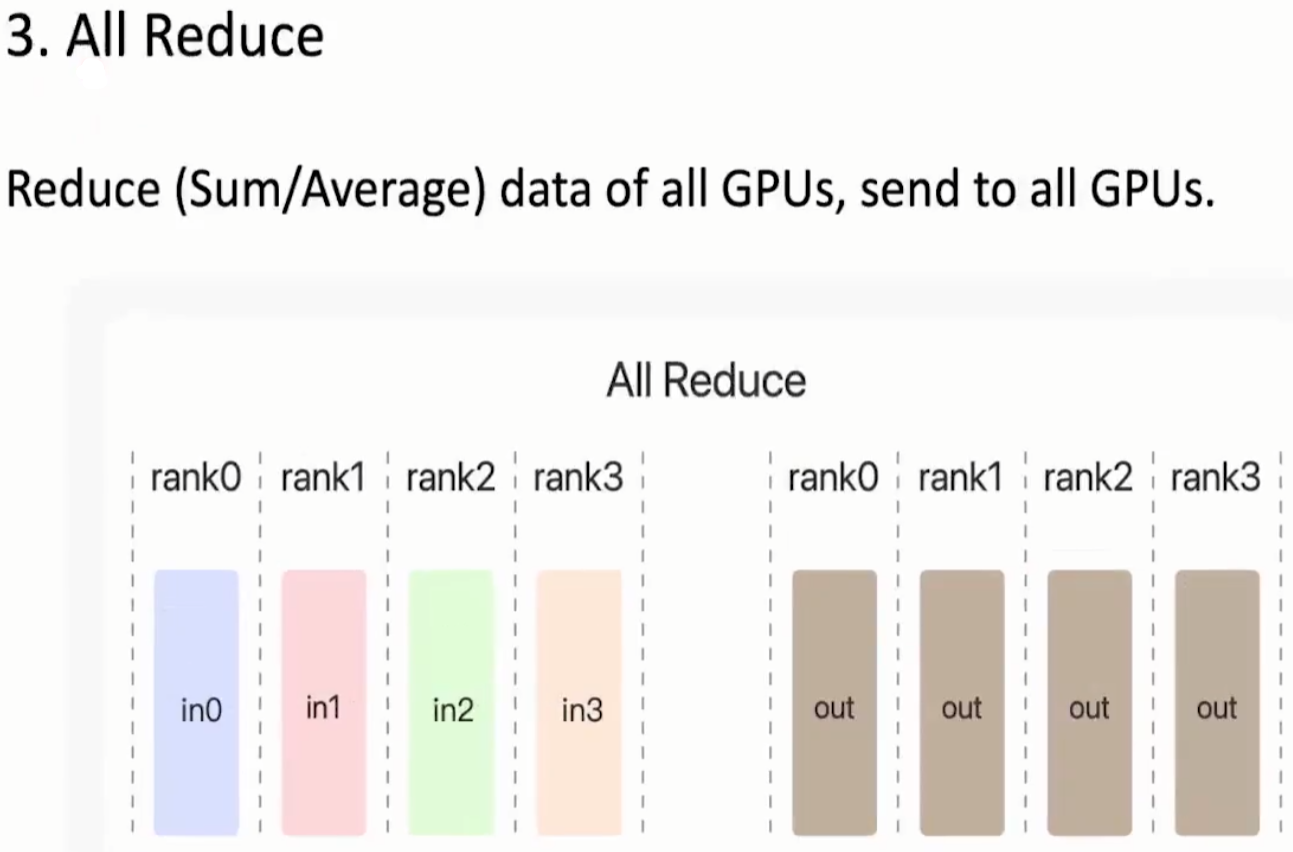 3. All Reduce
Reduce (Sum/Average) data of all GPUs, send to all GPUs.
All Reduce
rank0 rank1 rank2 rank3 rank0 rank1 rank2 rank3
in0 in1 in2 in3 out out out out